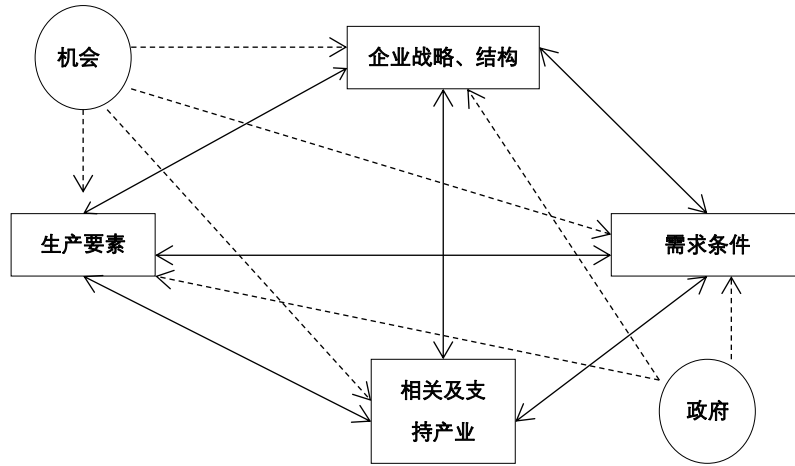 机会
企业战略、结构
生产要素
需求条件
相关及支
持产业
政府